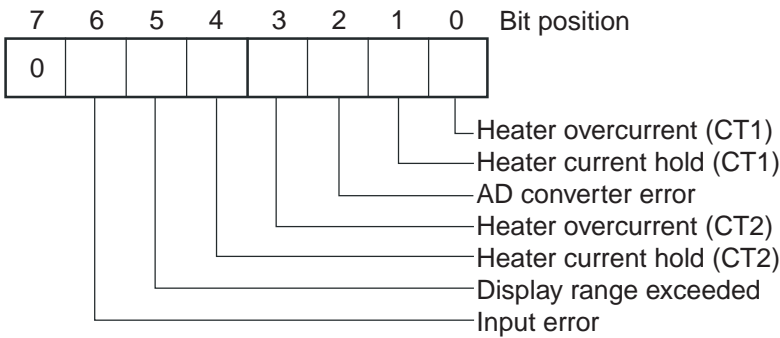 7 6 5 4 3 2 1 0 Bit position
0
Heater overcurrent (CT1)
Heater current hold (CT1)
AD converter error
Heater overcurrent (CT2)
Heater current hold (CT2)
Display range exceeded
Input error